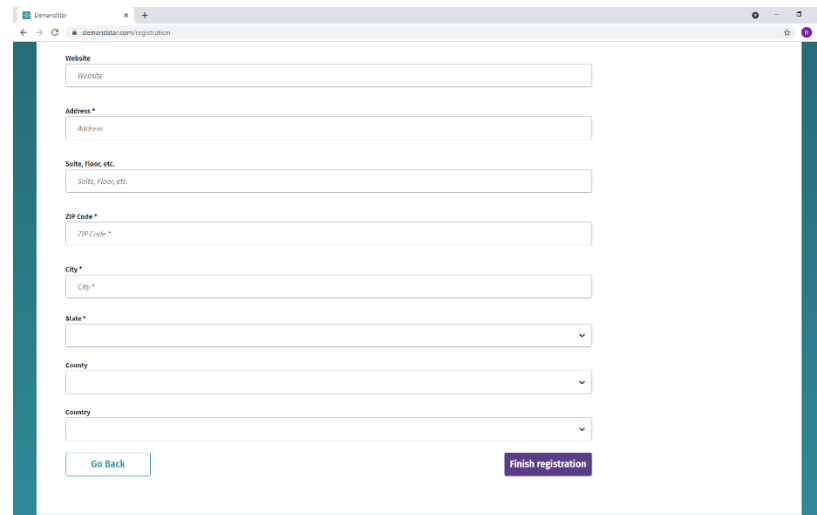 DemandStar
demandstar.com/registration
B
Website
Website
Address *
Address
Suite, Floor, etc.
Suite, Floor, etc.
ZIP Code *
ZIP Code *
City *
City *
State *
County
Country
Go Back
Finish registration